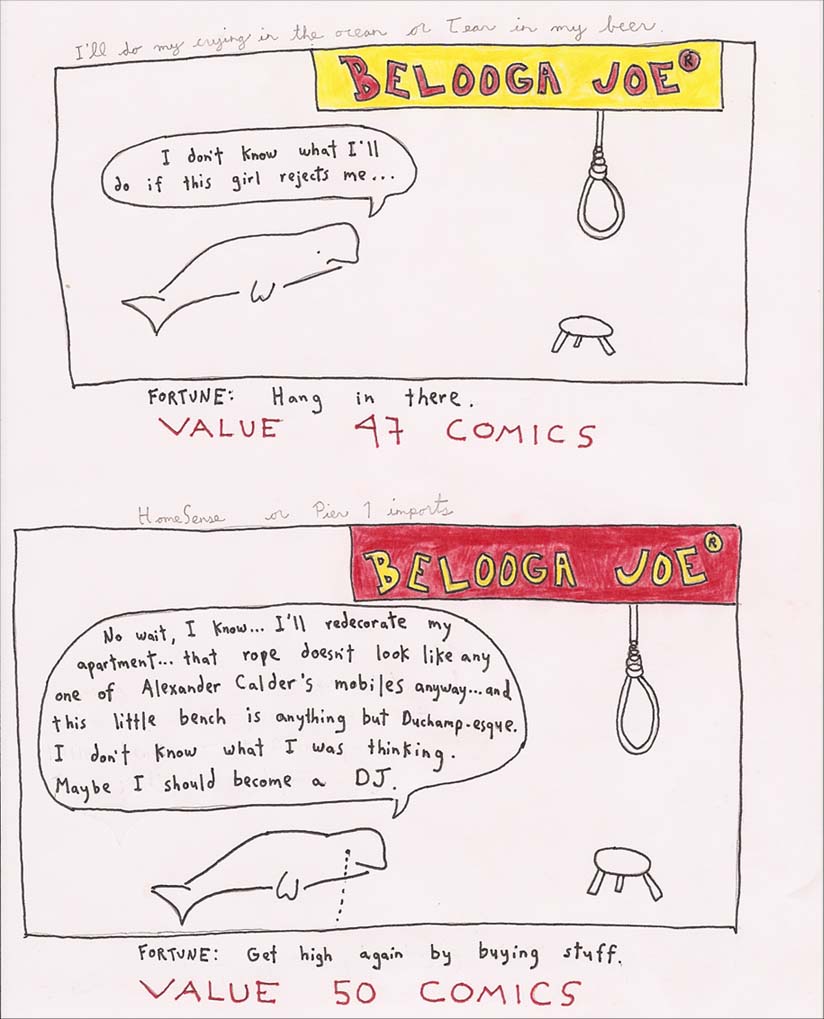 I'll do my crying in the ocean or Tear in my beer.
BELOOGA JOE®
I don't know what I'll
do if this girl rejects me...
FORTUNE: Hang in there.
VALUE 47 COMICS
HomeSense or Pier 1 imports
BELOOGA JOE®
No wait, I know... I'll redecorate my
apartment... that rope doesn't look like any
one of Alexander Calder's mobiles anyway...and
this little bench is anything but Duchamp-esque.
I don't know what I was thinking.
Maybe I should become a DJ.
FORTUNE: Get high again by buying stuff.
VALUE 50 COMICS